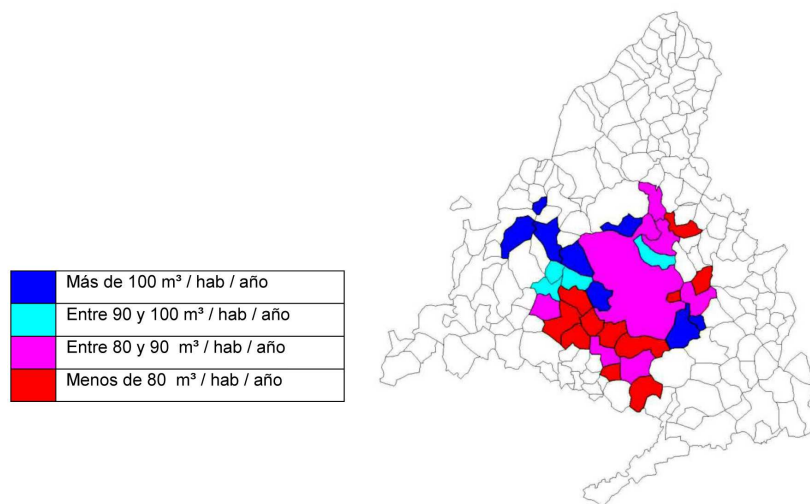 Más de 100 m³ / hab / año
Entre 90 y 100 m³ / hab / año
Entre 80 y 90 m³ / hab / año
Menos de 80 m³ / hab / año